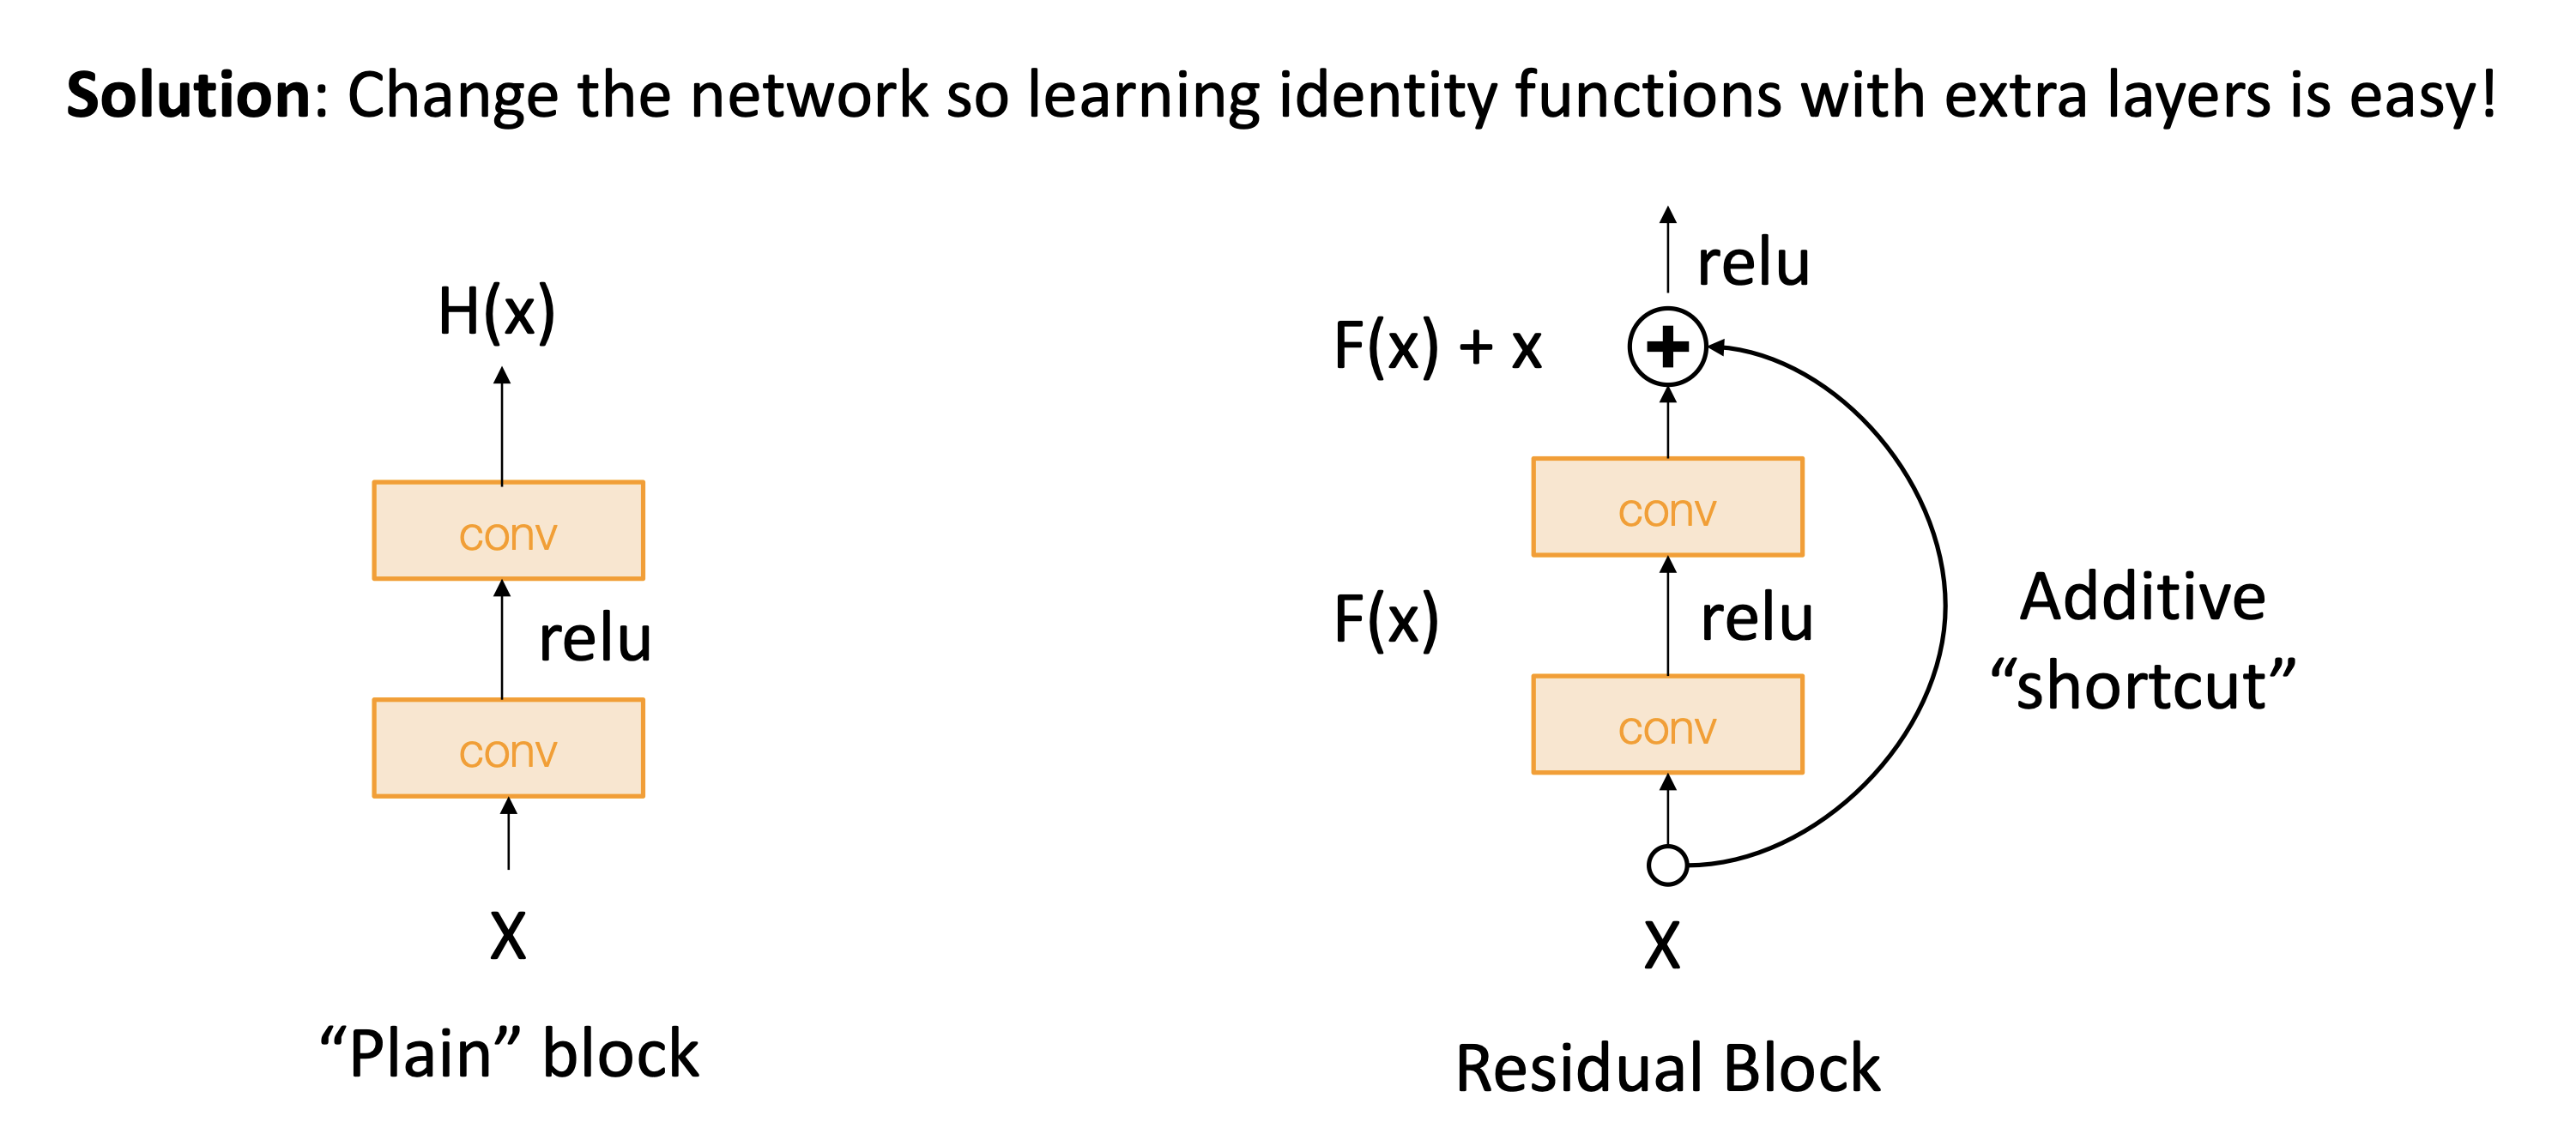 Solution: Change the network so learning identity functions with extra layers is easy!
H(x)
conv
relu
conv
X
“Plain” block
relu
F(x) + x
+
conv
F(x)
relu
conv
X
Additive
“shortcut”
Residual Block